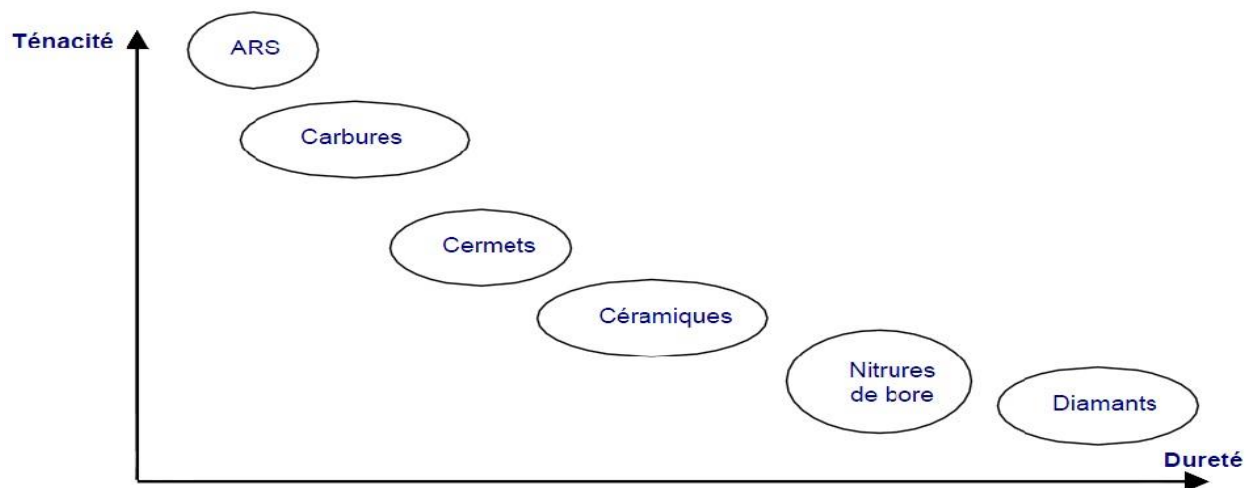 Ténacité
ARS
Carbures
Cermets
Céramiques
Nitrures
de bore
Diamants
Dureté